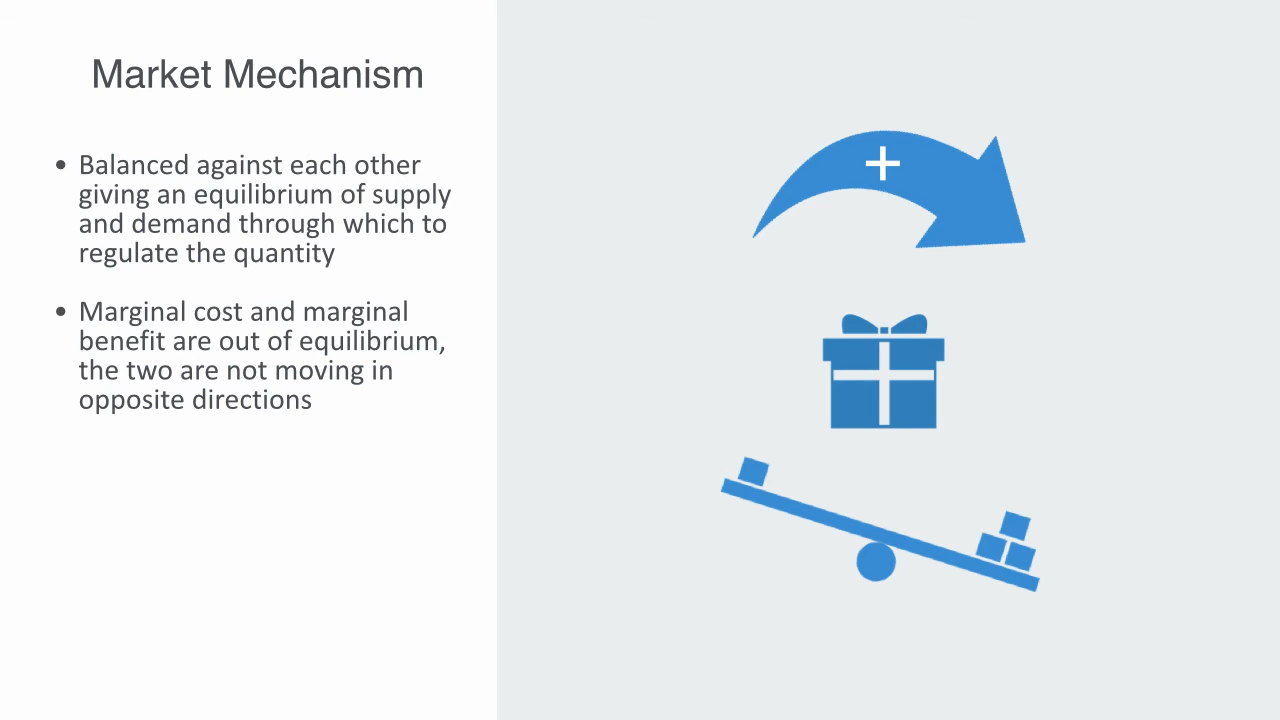 Market Mechanism
• Balanced against each other
giving an equilibrium of supply
and demand through which to
regulate the quantity
• Marginal cost and marginal
benefit are out of equilibrium,
the two are not moving in
opposite directions
+